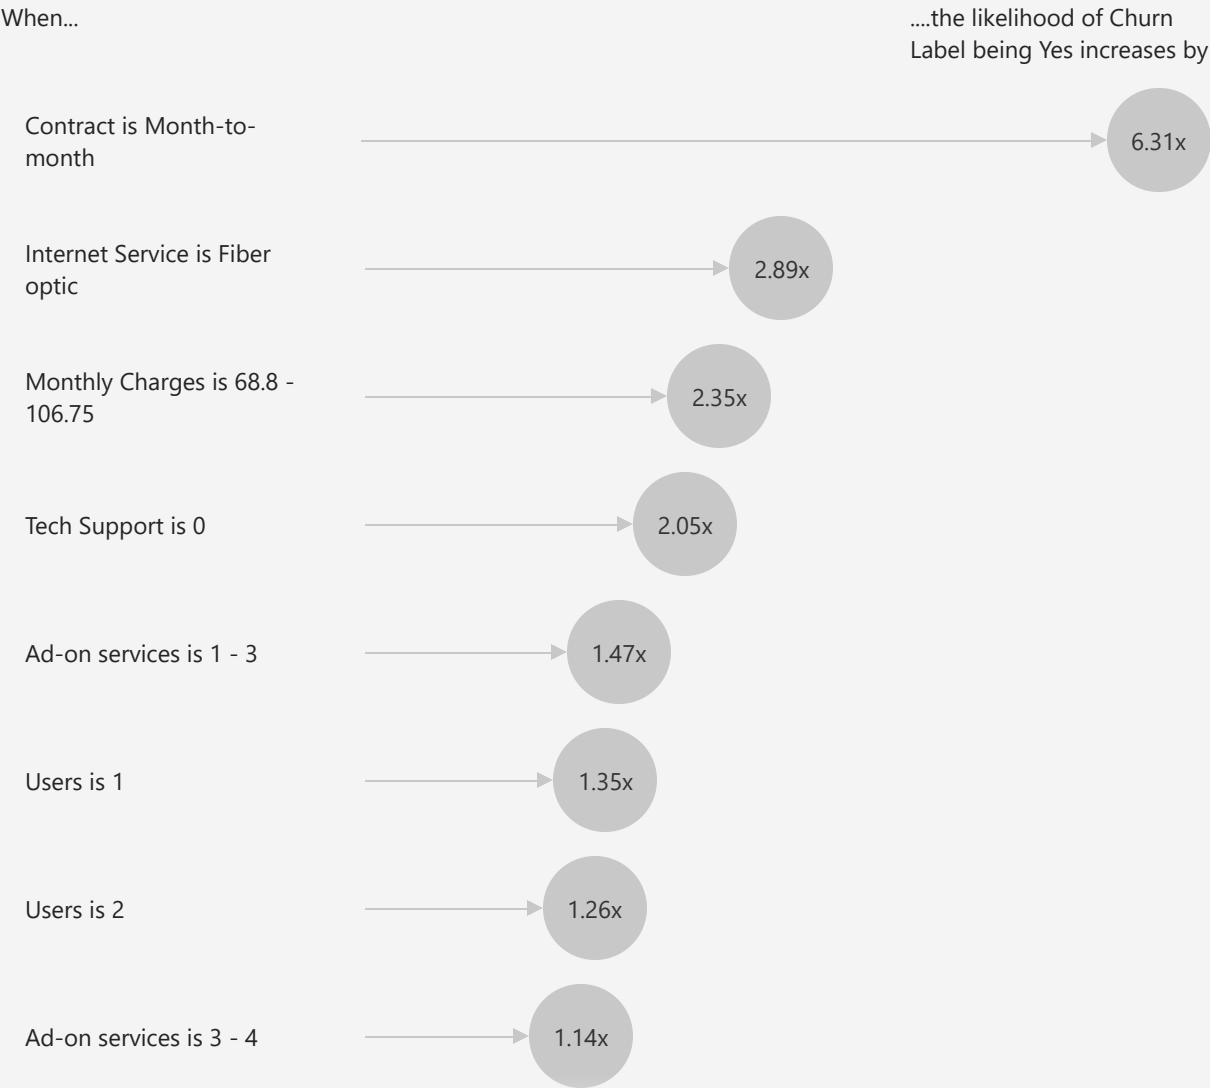 When...
....the likelihood of Churn
Label being Yes increases by
Contract is Month-to-
month
6.31x
Internet Service is Fiber
optic
2.89x
Monthly Charges is 68.8 -
106.75
2.35x
Tech Support is 0
2.05x
Ad-on services is 1 - 3
1.47x
Users is 1
1.35x
Users is 2
1.26x
Ad-on services is 3 - 4
1.14x